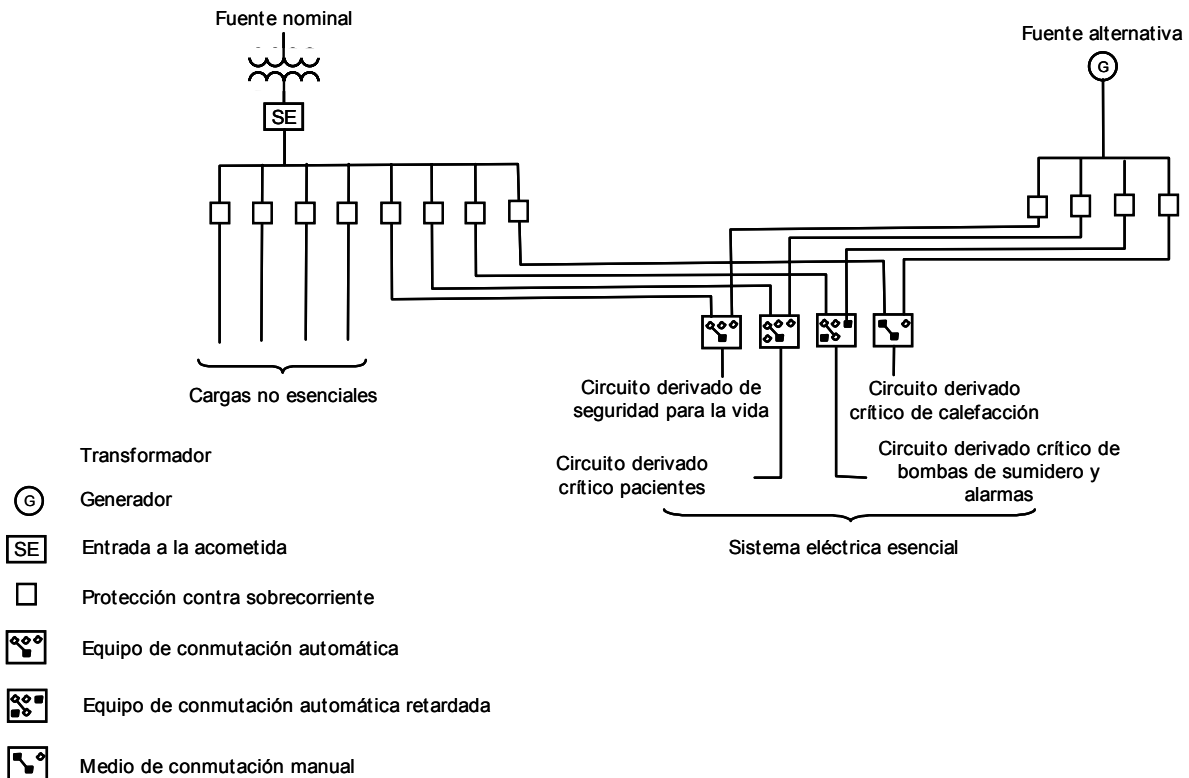 Fuente nominal
Fuente alternativa
G
SE
Cargas no esenciales
Circuito derivado de
seguridad para la vida
Circuito derivado
crítico de calefacción
Circuito derivado
crítico pacientes
Circuito derivado crítico de
bombas de sumidero y
alarmas
Sistema eléctrica esencial
Transformador
G Generador
SE Entrada a la acometida
Protección contra sobrecorriente
Equipo de conmutación automática
Equipo de conmutación automática retardada
Medio de conmutación manual